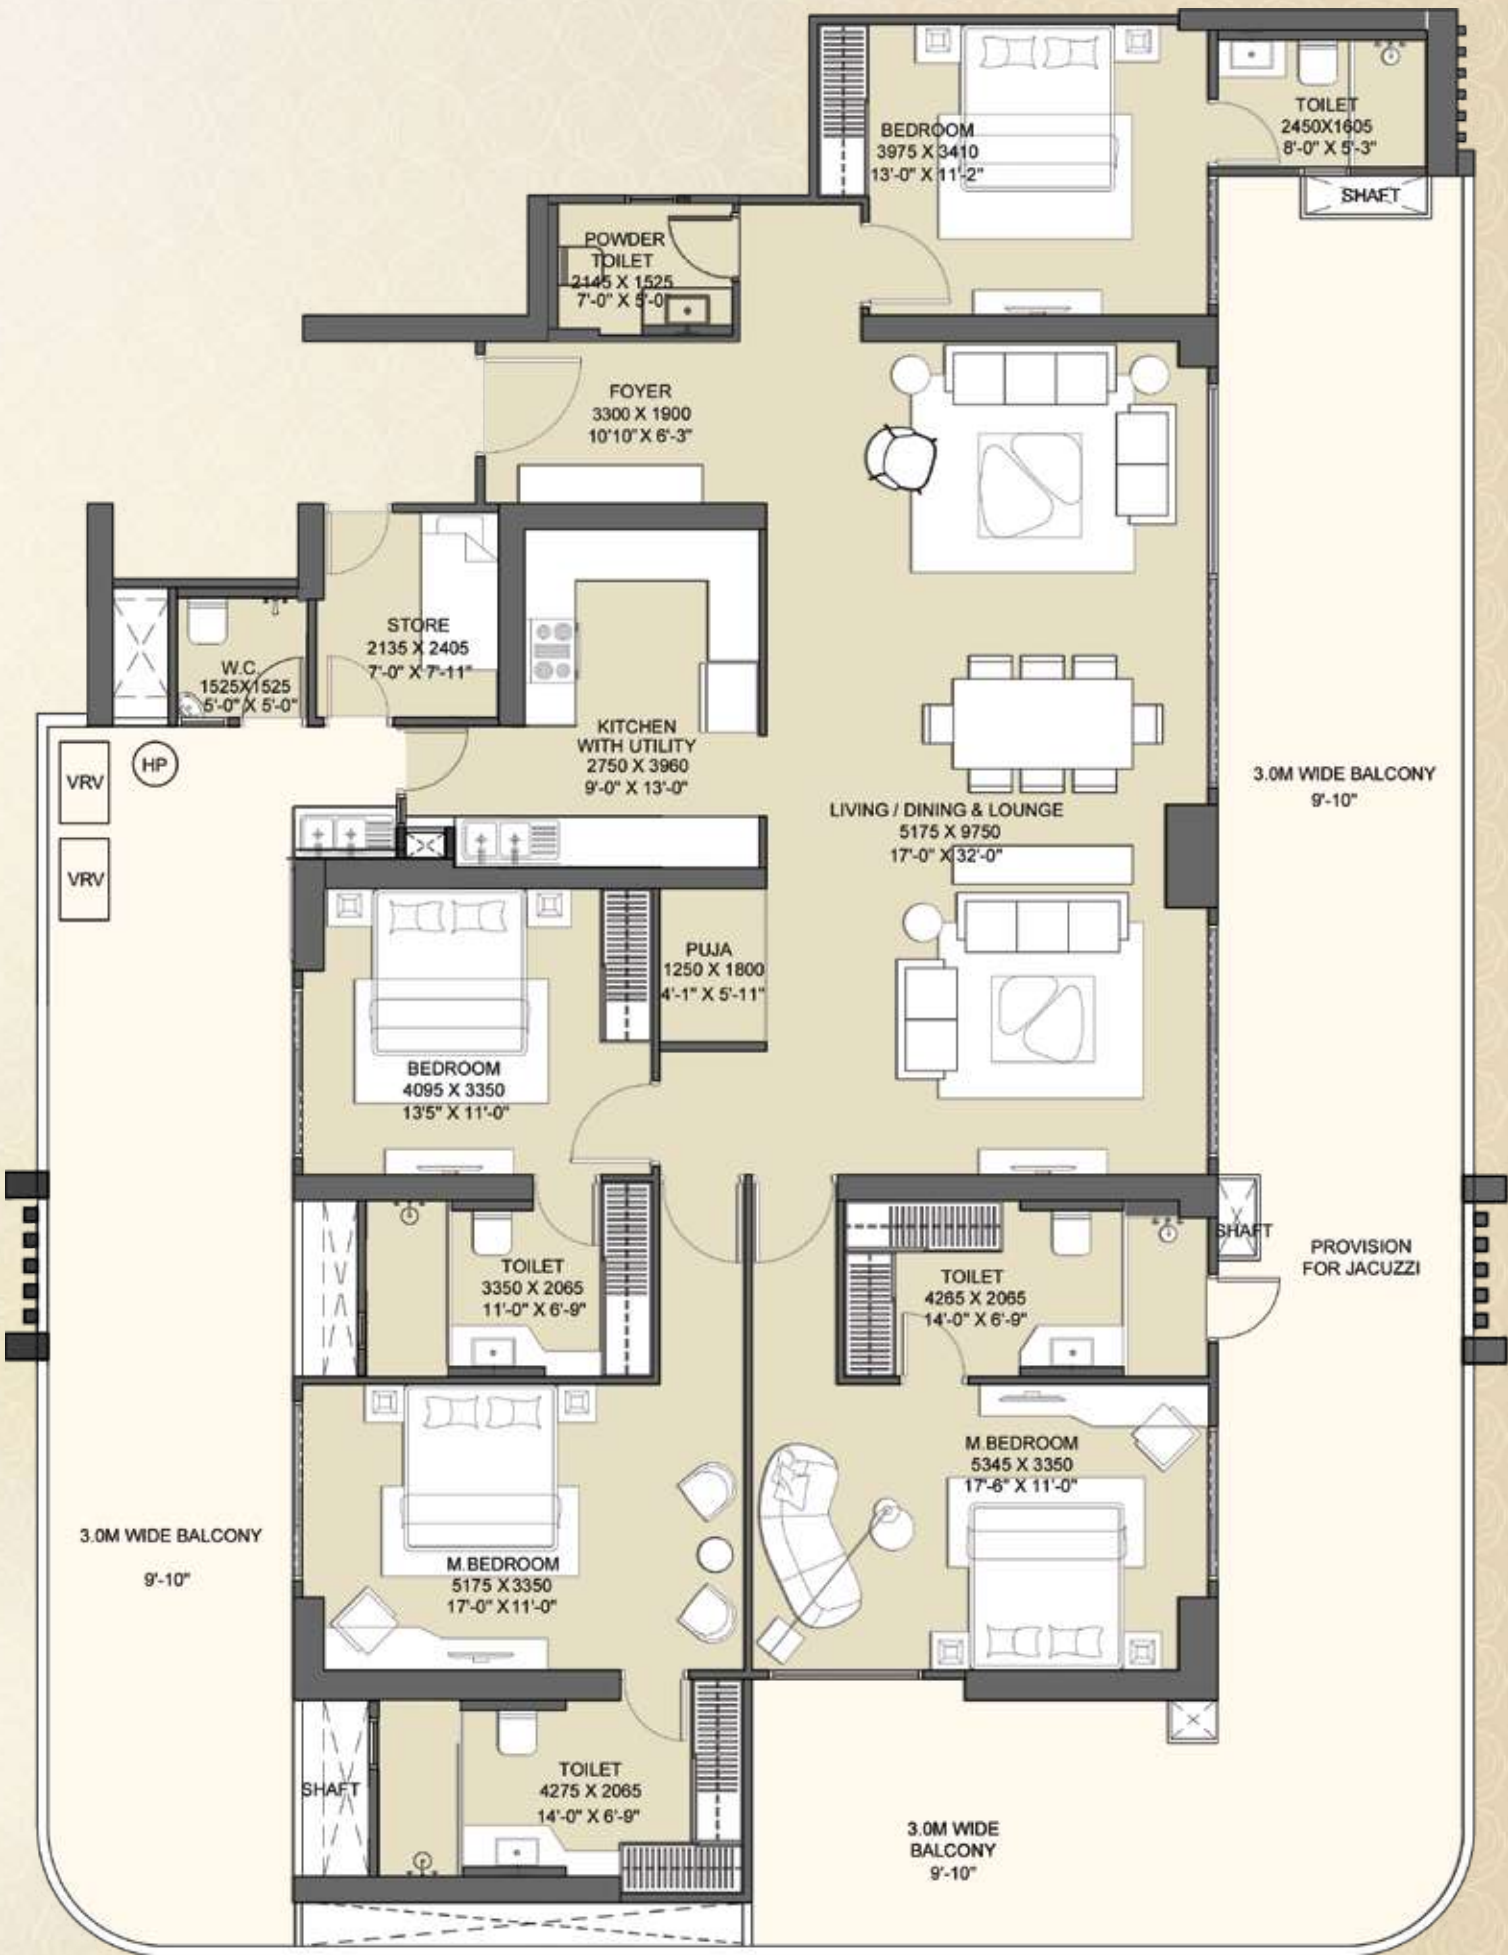 BEDROOM
3975 X 3410
13'-0" X 11'-2"
TOILET
2450X1605
8'-0" X 5'-3"
SHAFT
POWDER
TOILET
2145 X 1525
7'-0" X 5'-0
FOYER
3300 X 1900
10'10" X 6'-3"
STORE
2135 X 2405
7'-0" X 7'-11"
W.C.
1525X1525
5'-0" X 5'-0"
KITCHEN
WITH UTILITY
2750 X 3960
9'-0" X 13'-0"
VRV
HP
VRV
3.0M WIDE BALCONY
9'-10"
LIVING / DINING & LOUNGE
5175 X 9750
17'-0" X 32'-0"
PUJA
1250 X 1800
4'-1" X 5'-11"
BEDROOM
4095 X 3350
13'5" X 11'-0"
SHAFT
PROVISION
FOR JACUZZI
TOILET
3350 X 2065
11'-0" X 6'-9"
TOILET
4265 X 2065
14'-0" X 6'-9"
M.BEDROOM
5345 X 3350
17'-6" X 11'-0"
3.0M WIDE BALCONY
9'-10"
M.BEDROOM
5175 X 3350
17'-0" X 11'-0"
SHAFT
TOILET
4275 X 2065
14'-0" X 6'-9"
3.0M WIDE
BALCONY
9'-10"